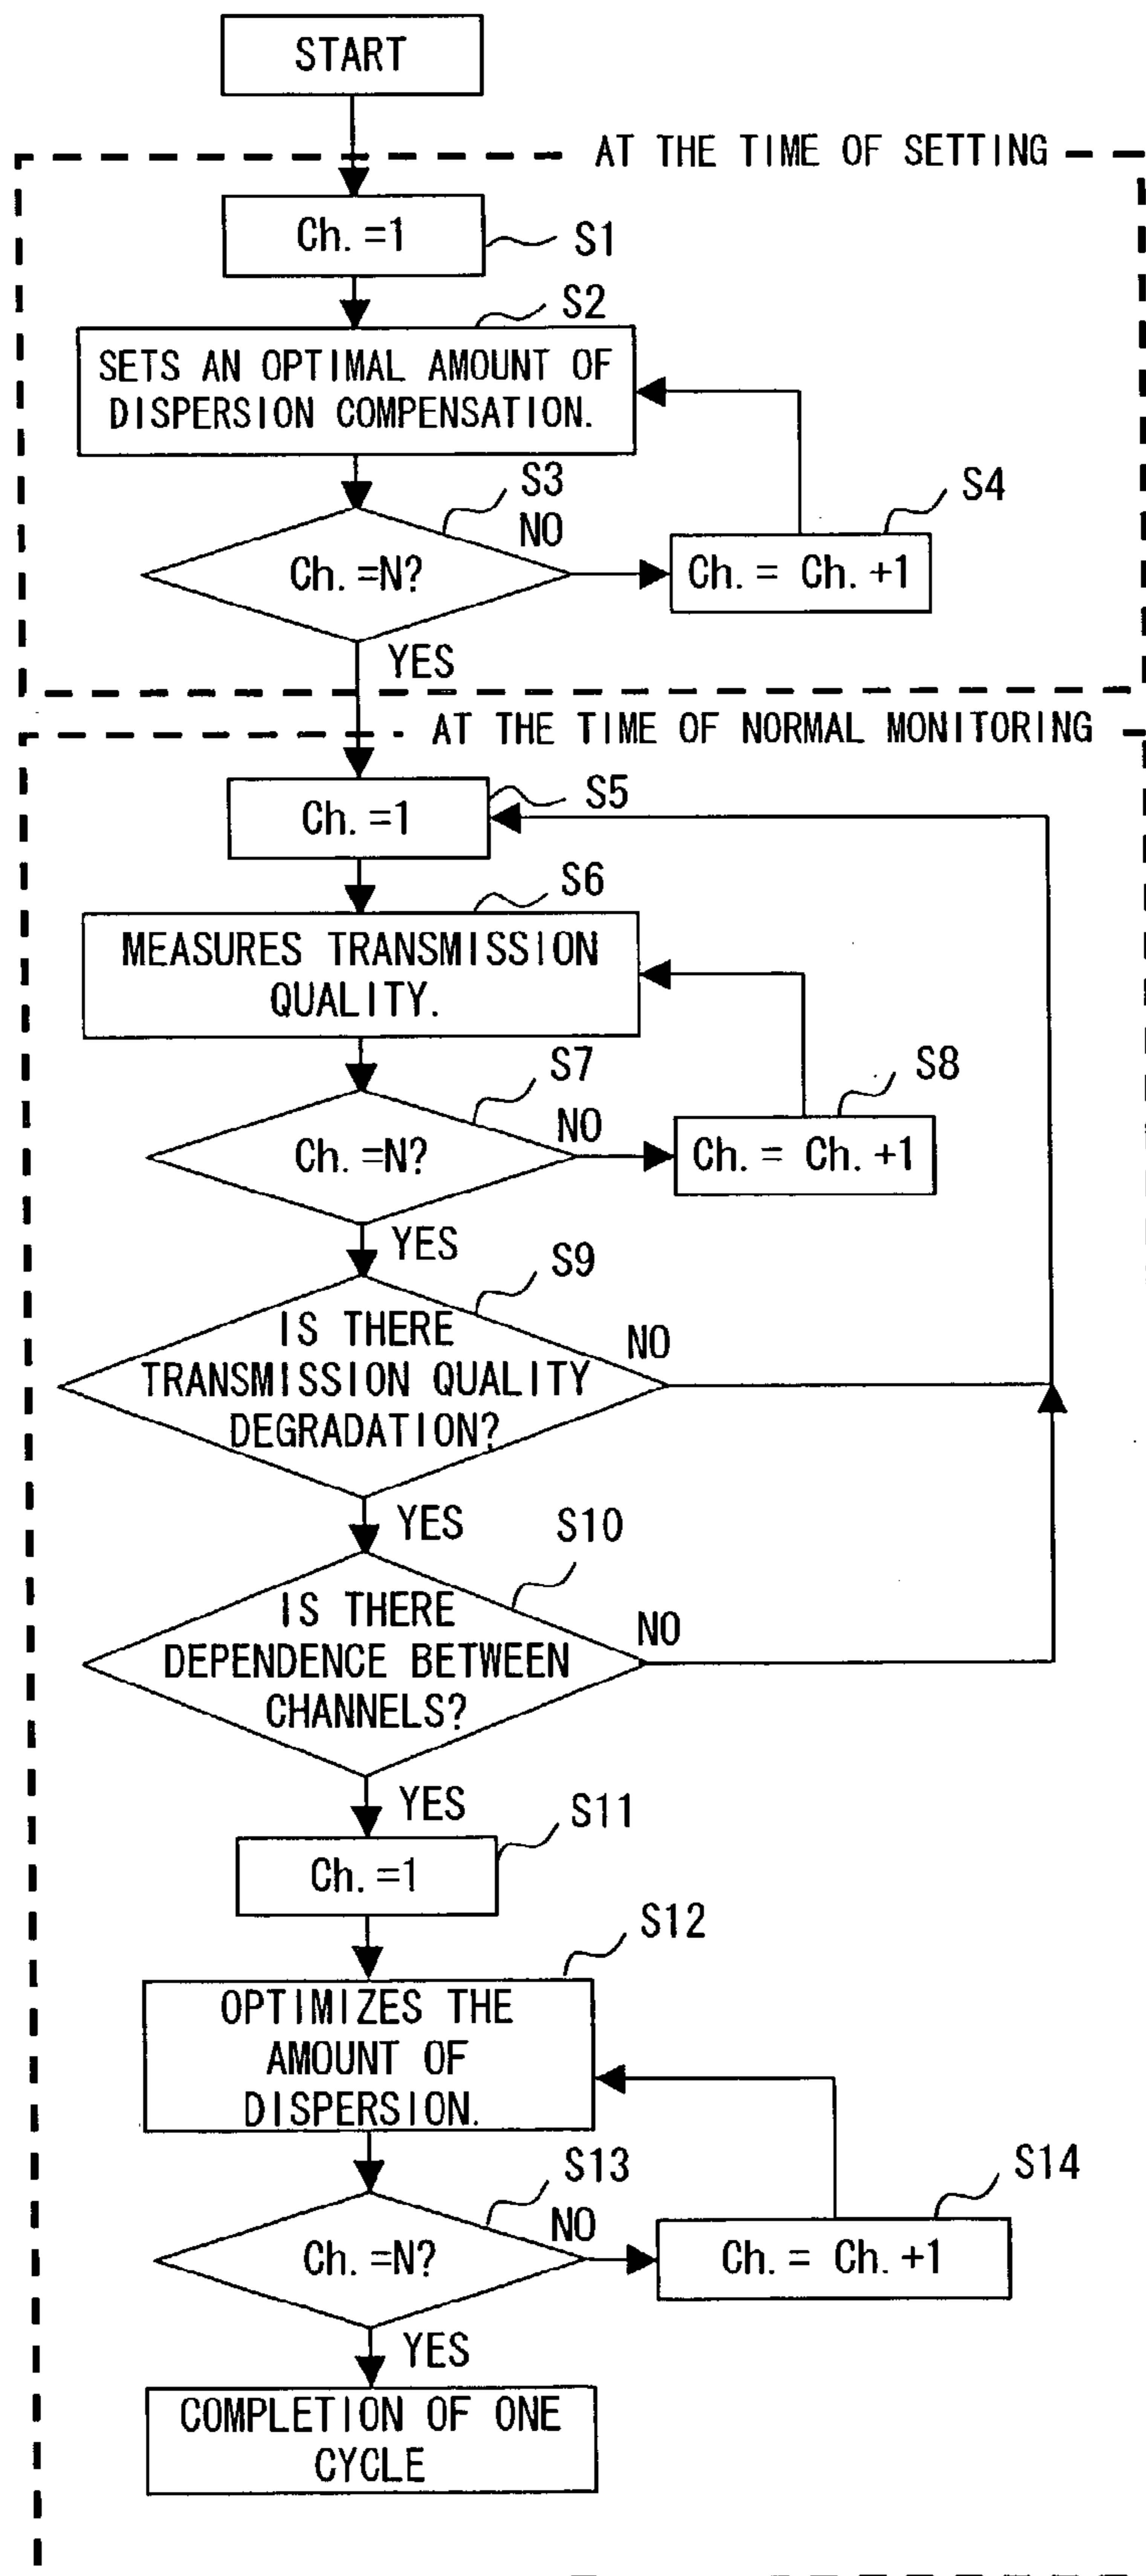 START
AT THE TIME OF SETTING
Ch. =1
S1
S2
SETS AN OPTIMAL AMOUNT OF
DISPERSION COMPENSATION.
S3
NO
S4
Ch. =N?
Ch. = Ch. +1
YES
AT THE TIME OF NORMAL MONITORING
Ch. =1
S5
S6
MEASURES TRANSMISSION
QUALITY.
S7
S8
NO
Ch. =N?
Ch. = Ch. +1
YES
S9
IS THERE
TRANSMISSION QUALITY
DEGRADATION?
NO
YES
S10
IS THERE
DEPENDENCE BETWEEN
CHANNELS?
NO
YES
S11
Ch. =1
S12
OPTIMIZES THE
AMOUNT OF
DISPERSION.
S13
S14
NO
Ch. =N?
Ch. = Ch. +1
YES
COMPLETION OF ONE
CYCLE